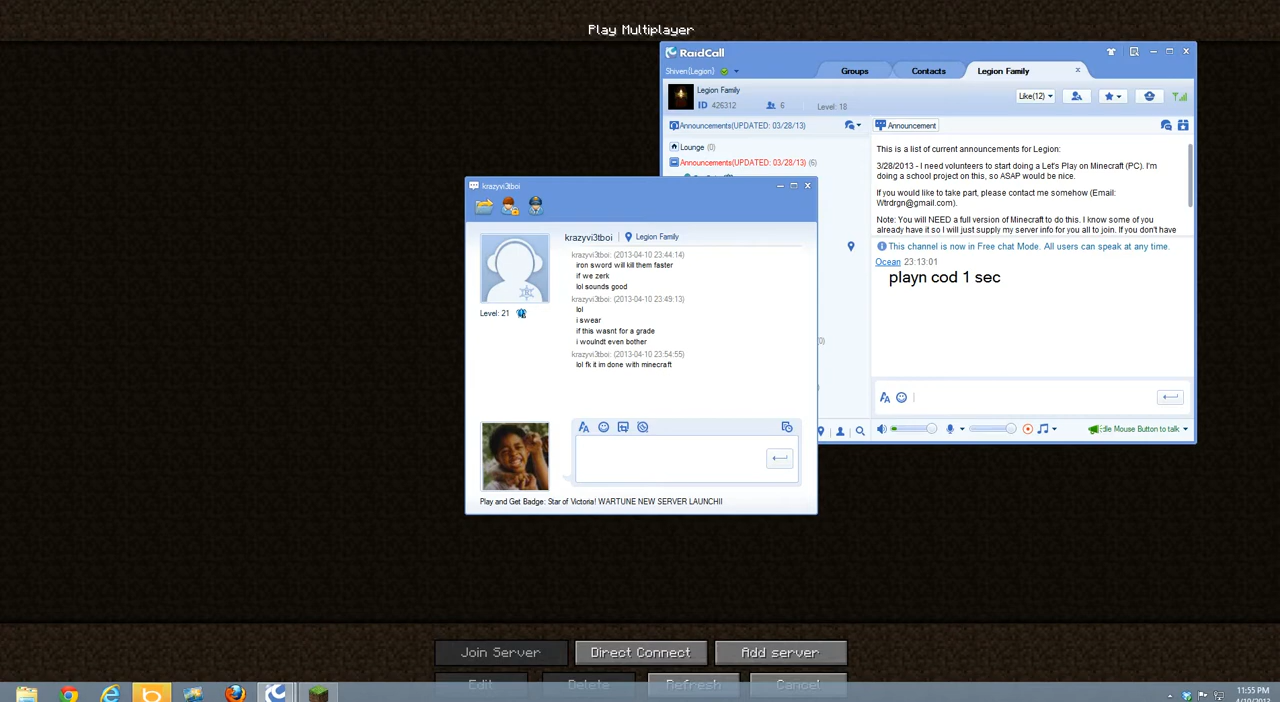 Play Multiplayer
RaidCall
Shiven(Legion)
Groups
Contacts
Legion Family
Legion Family
ID 426312
6
Level: 18
Like(12)
Announcements(UPDATED: 03/28/13)
Announcement
Lounge (0)
Announcements(UPDATED: 03/28/13) (6)
This is a list of current announcements for Legion:
3/28/2013 - I need volunteers to start doing a Let's Play on Minecraft (PC). I'm
doing a school project on this, so ASAP would be nice.
If you would like to take part, please contact me somehow (Email:
Wtrdrgn@gmail.com).
Note: You will NEED a full version of Minecraft to do this. I know some of you
already have it so I will just supply my server info for you all to join. If you don't have
This channel is now in Free chat Mode. All users can speak at any time.
Ocean 23:13:01
playn cod 1 sec
(0)
dle Mouse Button to talk
krazyvi3tboi
krazyvi3tboi
Legion Family
krazyvi3tboi: (2013-04-10 23:44:14)
iron sword will kill them faster
if we zerk
lol sounds good
krazyvi3tboi: (2013-04-10 23:49:13)
lol
i swear
if this wasnt for a grade
i woulndt even bother
krazyvi3tboi: (2013-04-10 23:54:55)
lol fk it im done with minecraft
Level: 21
Play and Get Badge: Star of Victoria! WARTUNE NEW SERVER LAUNCH!!
Join Server
Direct Connect
Add server
Edit
Delete
Refresh
Cancel
11:55 PM
4/10/2013